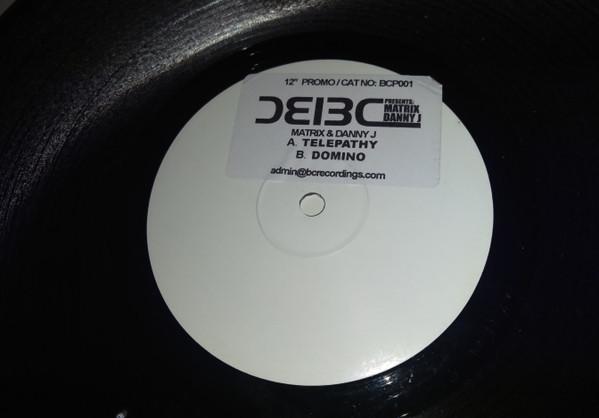 12" PROMO / CAT NO: BCP001
BC PRESENTS:
MATRIX
DANNY J
MATRIX & DANNY J
A. TELEPATHY
B. DOMINO
admin@bcrecordings.com